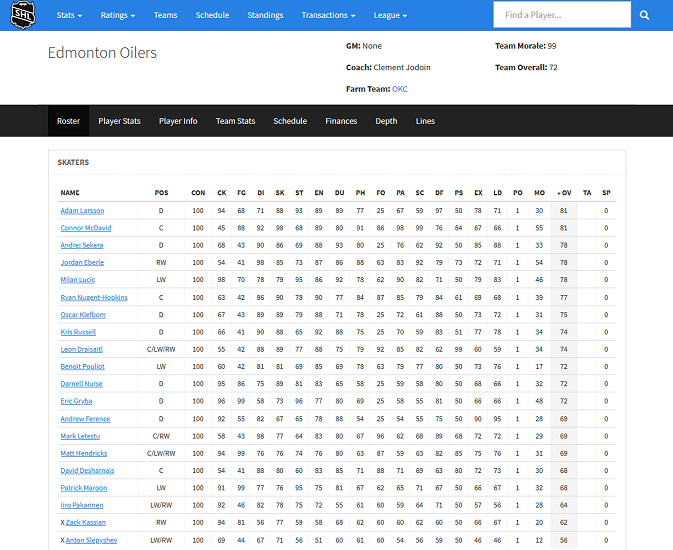 SHL
Stats Ratings Teams Schedule Standings Transactions League Find a Player...
Edmonton Oilers
GM: None Team Morale: 99
Coach: Clement Jodoin Team Overall: 72
Farm Team: OKC
Roster Player Stats Player Info Team Stats Schedule Finances Depth Lines
SKATERS
NAME POS CON CK FG DI SK ST EN DU PH FO PA SC DF PS EX LD PO MO OV TA SP
Adam Larsson D 100 94 68 71 88 93 89 89 77 25 67 59 97 50 78 71 1 30 81 0
Connor McDavid C 100 45 88 92 98 68 89 80 91 86 98 99 76 84 67 66 1 55 81 0
Andrej Sekera D 100 68 43 90 86 69 88 93 80 25 76 62 92 50 85 88 1 33 78 0
Jordan Eberle RW 100 54 41 98 85 73 87 86 88 63 83 92 79 73 72 71 1 54 78 0
Milan Lucic LW 100 98 70 78 79 95 86 92 78 62 90 82 71 50 79 83 1 46 78 0
Ryan Nugent-Hopkins C 100 63 42 86 90 78 90 77 84 87 85 79 84 61 69 68 1 39 77 0
Oscar Klefbom D 100 67 43 89 89 79 88 71 78 25 72 61 88 50 73 72 1 31 75 0
Kris Russell D 100 66 41 90 88 65 92 88 75 25 70 59 83 51 77 78 1 34 74 0
Leon Draisaitl C/LW/RW 100 55 42 88 89 77 88 75 79 92 85 82 62 99 60 59 1 34 74 0
Benoit Pouliot LW 100 60 42 81 81 69 85 69 78 63 79 77 80 50 73 76 1 17 72 0
Darnell Nurse D 100 95 86 75 89 81 83 65 58 25 59 58 80 50 68 66 1 32 72 0
Eric Gryba D 100 96 99 58 73 96 77 80 69 25 58 55 81 50 66 66 1 48 72 0
Andrew Ference D 100 92 55 82 67 65 78 88 54 25 54 55 75 50 90 95 1 28 69 0
Mark Letestu C/RW 100 58 43 98 77 64 83 80 67 96 62 68 89 68 72 72 1 29 69 0
Matt Hendricks C/LW/RW 100 94 99 76 76 74 76 80 63 87 59 63 82 85 75 76 1 31 69 0
David Desharnais C 100 54 41 88 80 60 83 85 71 88 71 69 63 80 72 73 1 30 68 0
Patrick Maroon LW 100 91 99 77 76 95 75 81 67 62 65 71 67 50 66 67 1 32 68 0
Iiro Pakarinen LW/RW 100 92 46 82 78 75 72 55 61 60 59 64 71 50 57 56 1 28 64 0
X Zack Kassian RW 100 94 81 56 77 59 58 68 62 60 60 62 60 50 66 67 1 20 62 0
X Anton Slepyshev LW/RW 100 69 44 67 71 56 51 60 61 60 54 56 59 50 46 46 1 12 56 0